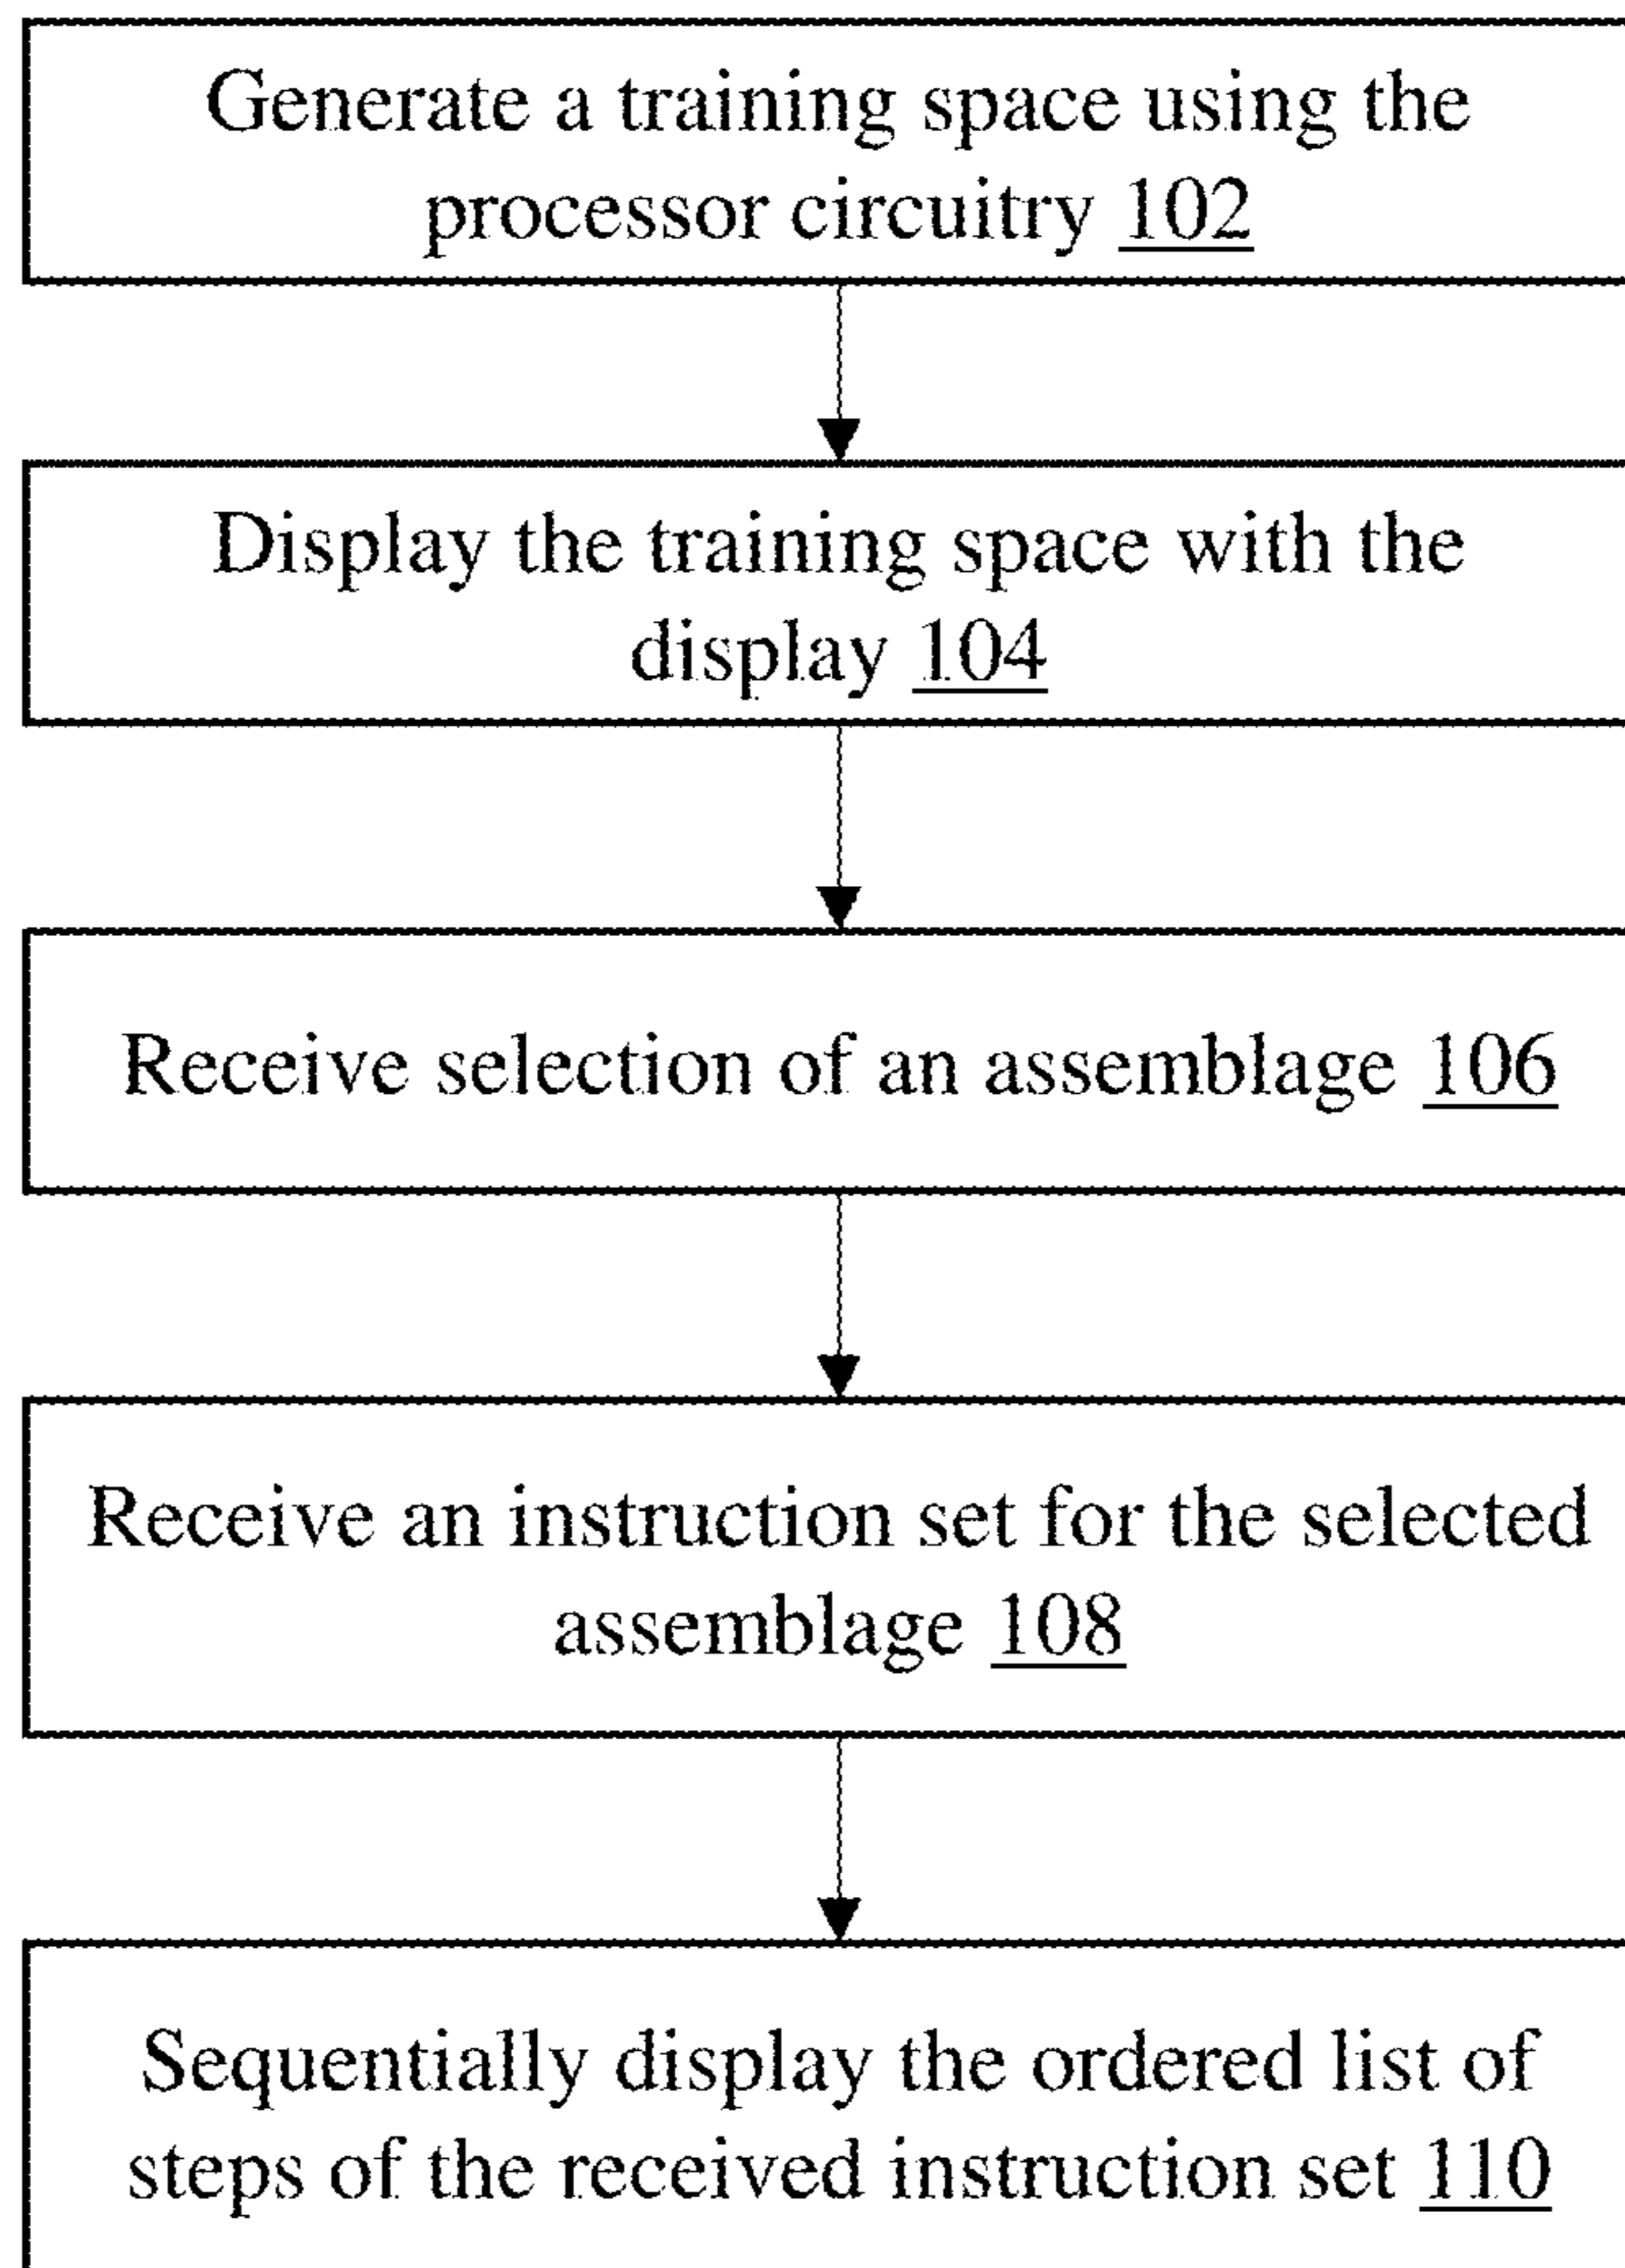 Generate a training space using the
processor circuitry 102
Display the training space with the
display 104
Receive selection of an assemblage 106
Receive an instruction set for the selected
assemblage 108
Sequentially display the ordered list of
steps of the received instruction set 110